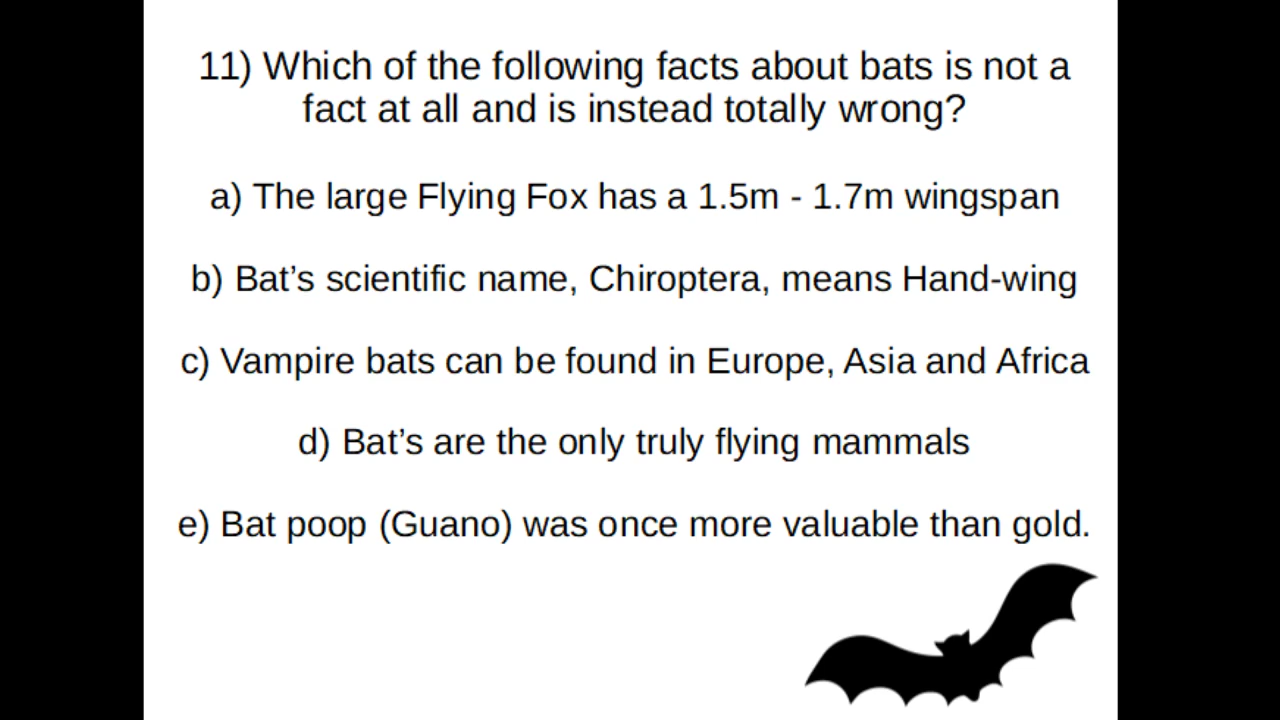 11) Which of the following facts about bats is not a
fact at all and is instead totally wrong?
a) The large Flying Fox has a 1.5m - 1.7m wingspan
b) Bat’s scientific name, Chiroptera, means Hand-wing
c) Vampire bats can be found in Europe, Asia and Africa
d) Bat’s are the only truly flying mammals
e) Bat poop (Guano) was once more valuable than gold.